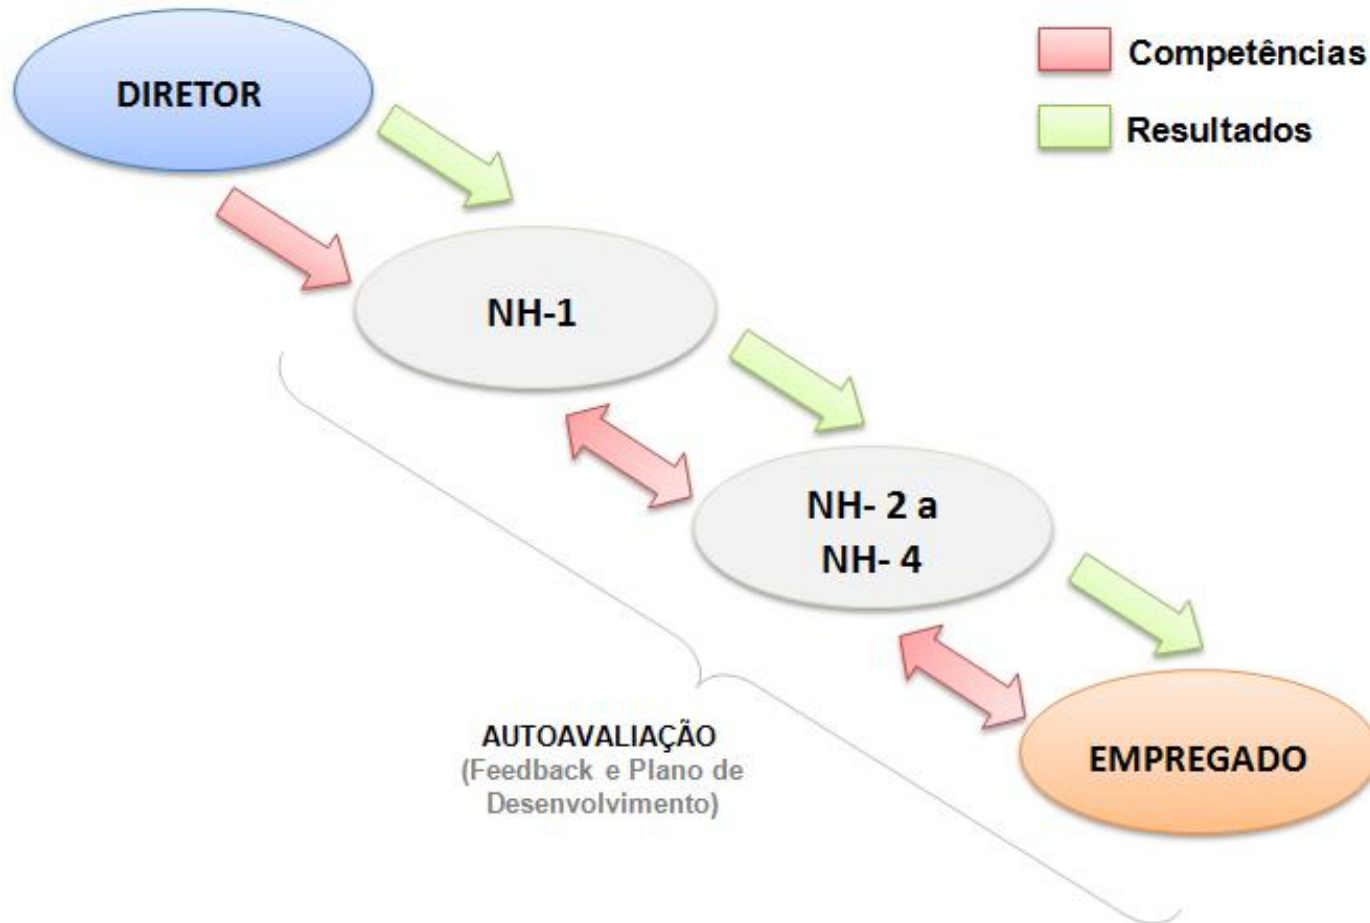 DIRETOR
Competências
Resultados
NH-1
NH- 2 a
NH- 4
AUTOAVALIAÇÃO
(Feedback e Plano de
Desenvolvimento)
EMPREGADO